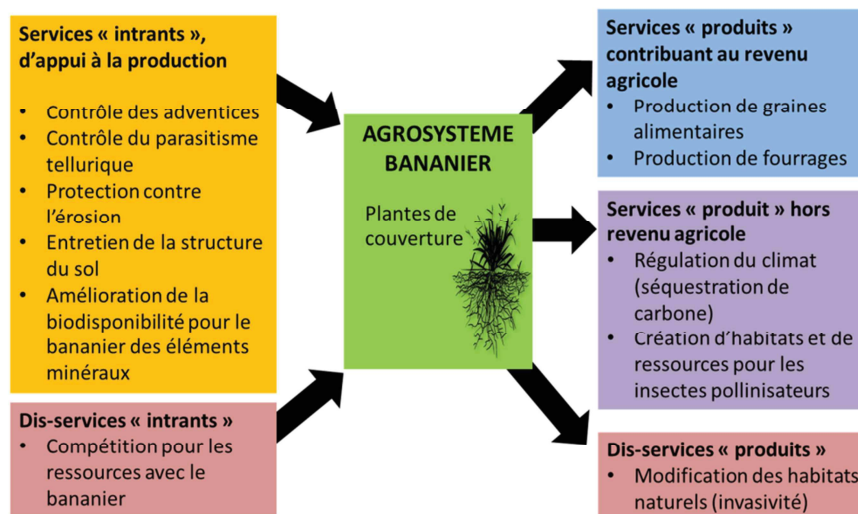 Services « intrants »,
d'appui à la production
• Contrôle des adventices
• Contrôle du parasitisme
tellurique
• Protection contre
l'érosion
• Entretien de la structure
du sol
• Amélioration de la
biodisponibilité pour le
bananier des éléments
minéraux
Dis-services « intrants »
• Compétition pour les
ressources avec le
bananier
AGROSYSTEME
BANANIER
Plantes de
couverture
Services « produits »
contribuant au revenu
agricole
• Production de graines
alimentaires
• Production de fourrages
Services « produit » hors
revenu agricole
• Régulation du climat
(séquestration de
carbone)
• Création d'habitats et de
ressources pour les
insectes pollinisateurs
Dis-services « produits »
• Modification des habitats
naturels (invasivité)